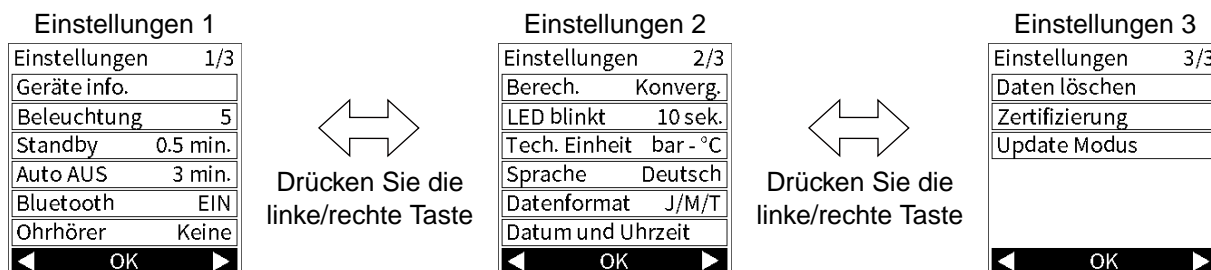 Einstellungen 1
Einstellungen 1/3
Geräte info.
Beleuchtung 5
Standby 0.5 min.
Auto AUS 3 min.
Bluetooth EIN
Ohrhörer Keine
OK
Drücken Sie die
linke/rechte Taste
Einstellungen 2
Einstellungen 2/3
Berech. Konverg.
LED blinkt 10 sek.
Tech. Einheit bar - °C
Sprache Deutsch
Datenformat J/M/T
Datum und Uhrzeit
OK
Drücken Sie die
linke/rechte Taste
Einstellungen 3
Einstellungen 3/3
Daten löschen
Zertifizierung
Update Modus
OK